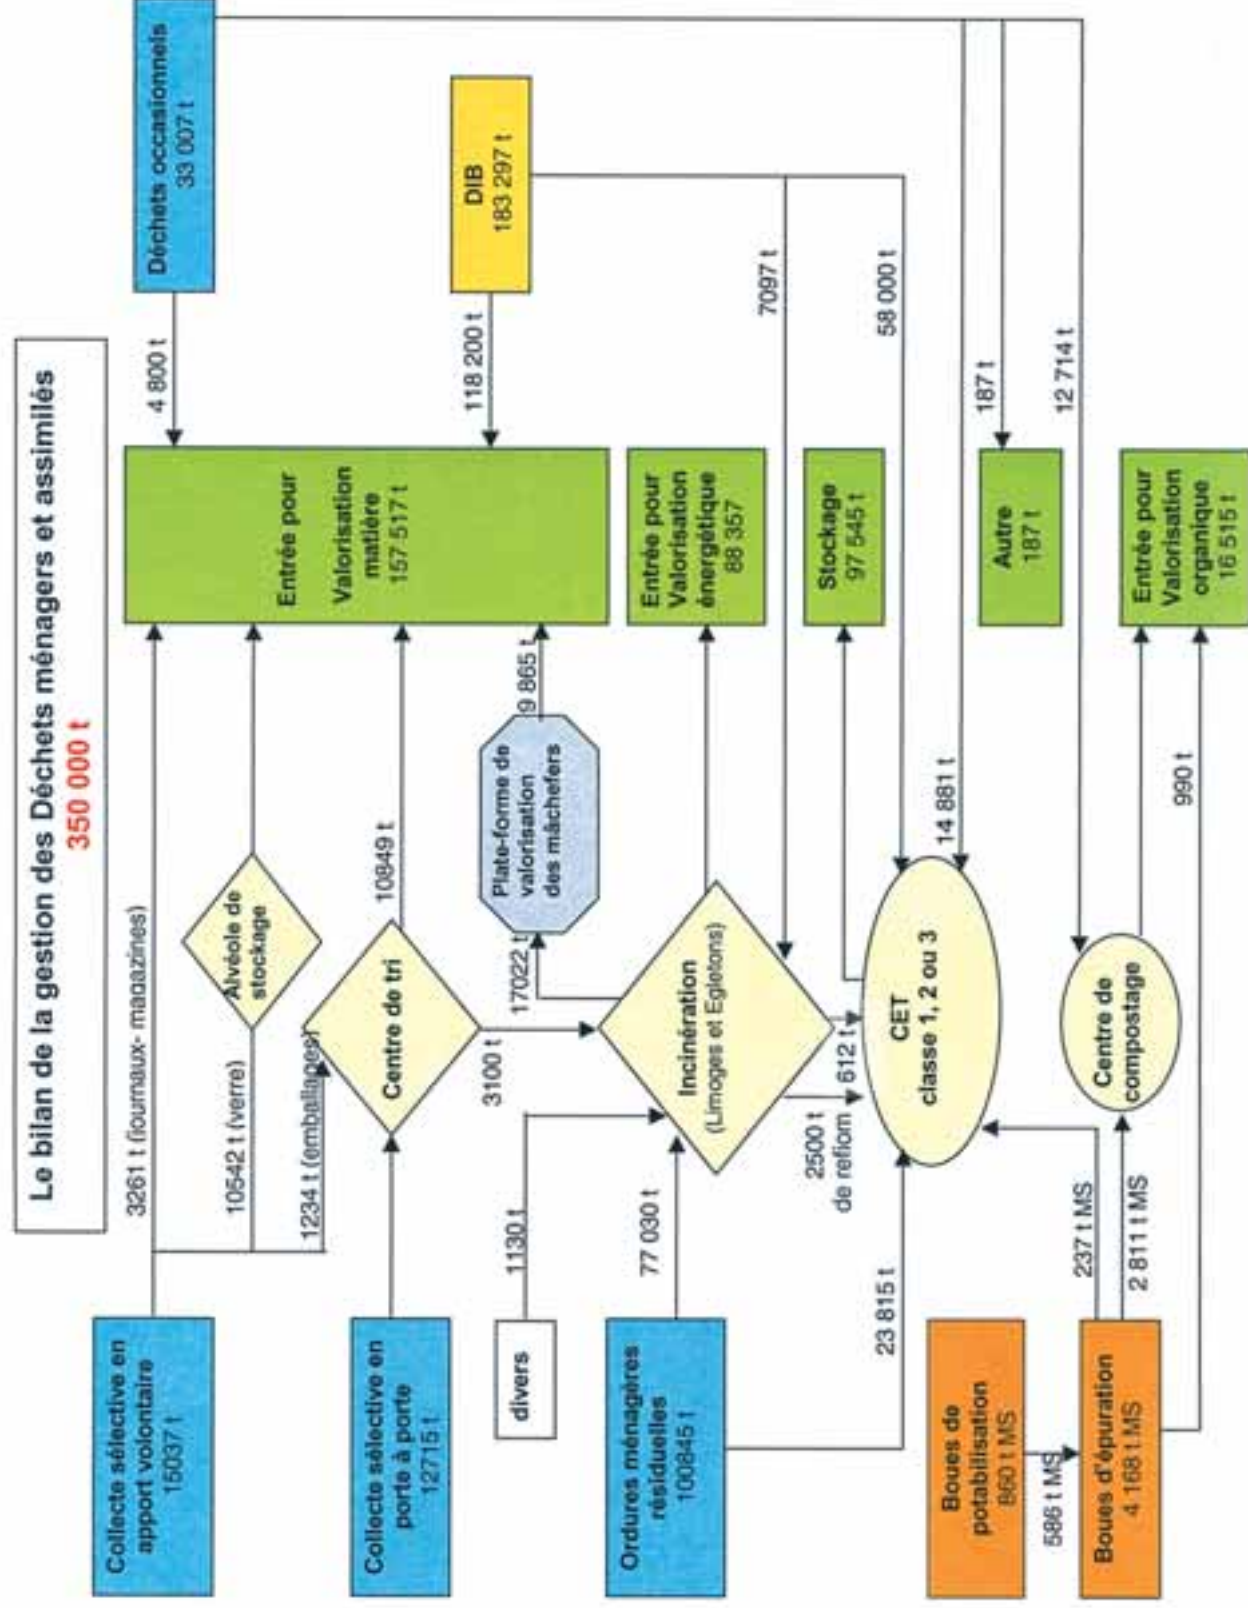 Le bilan de la gestion des Déchets ménagers et assimilés
350 000 t
Collecte sélective en
apport volontaire
15037 t
3261 t (journaux- magazines)
10542 t (verre)
1234 t (emballages)
Alvéole de
stockage
Entrée pour
Valorisation
matière
157 517 t
4 800 t
Déchets occasionnels
33 007 t
Collecte sélective en
porte à porte
12715 t
Centre de tri
10849 t
3100 t
118 200 t
DIB
183 297 t
divers
1130 t
17022 t
Plate-forme de
valorisation
des mâchefers
9 865 t
Ordures ménagères
résiduelles
100845 t
77 030 t
Incinération
(Limoges et Egletons)
Entrée pour
Valorisation
énergétique
88 357
7097 t
2500 t
de refiom
612 t
23 815 t
Stockage
97 545 t
58 000 t
CET
classe 1, 2 ou 3
14 881 t
Boues de
potabilisation
860 t MS
586 t MS
Autre
187 t
187 t
12 714 t
Boues d'épuration
4 168 t MS
237 t MS
2 811 t MS
Centre de
compostage
990 t
Entrée pour
Valorisation
organique
16 515 t